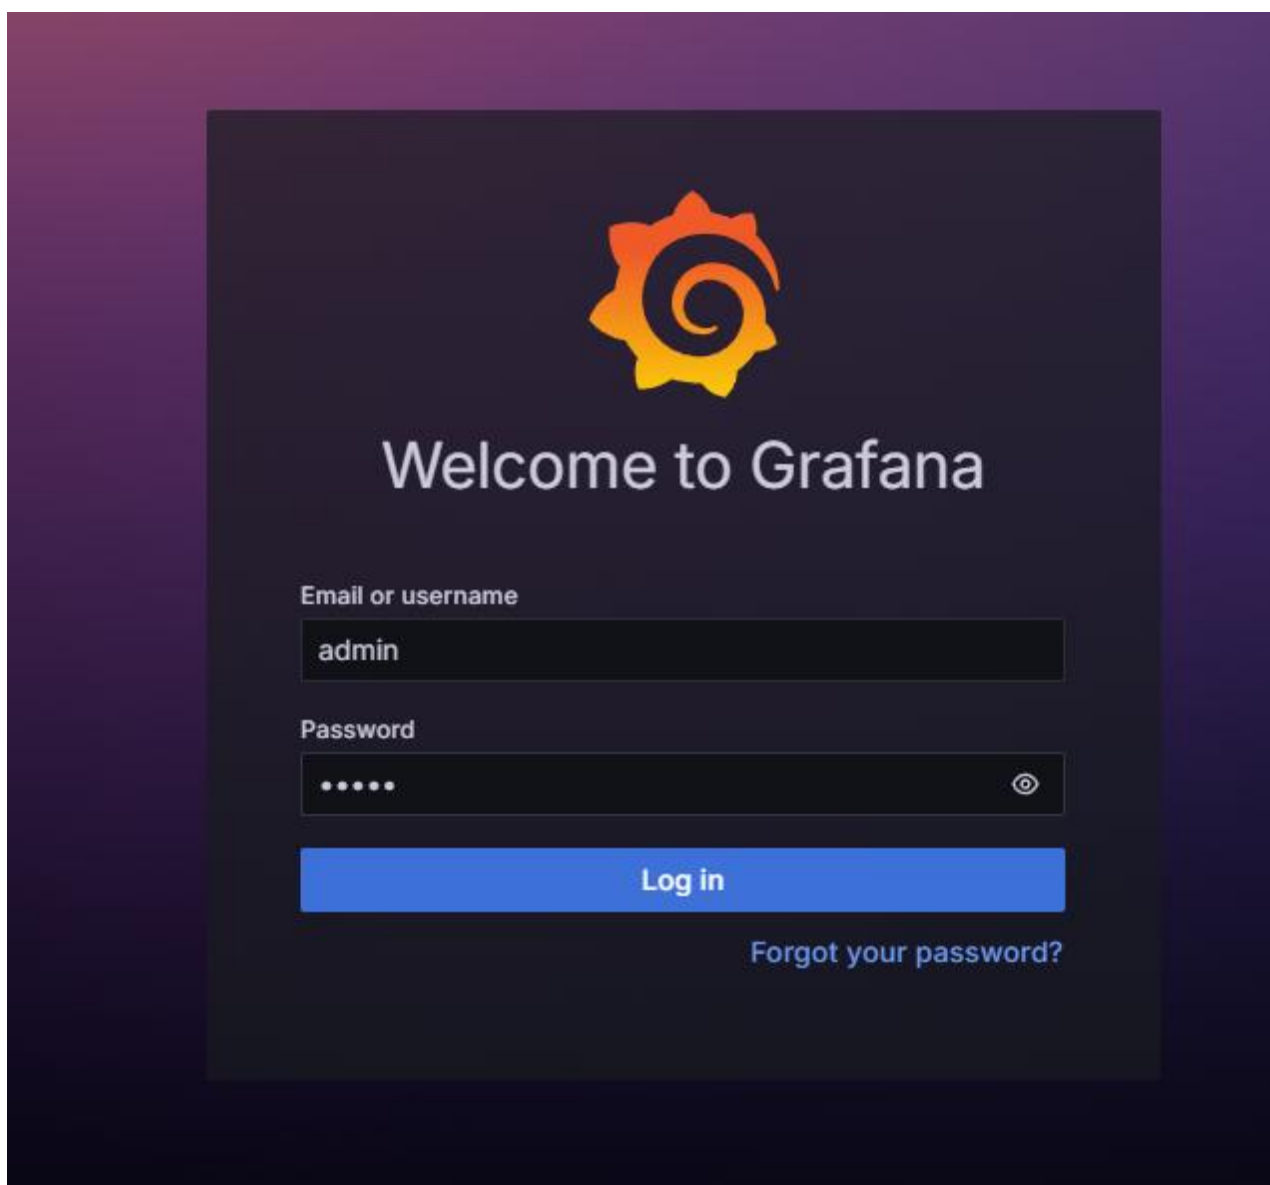 Welcome to Grafana
Email or username
admin
Password
•••••
Log in
Forgot your password?